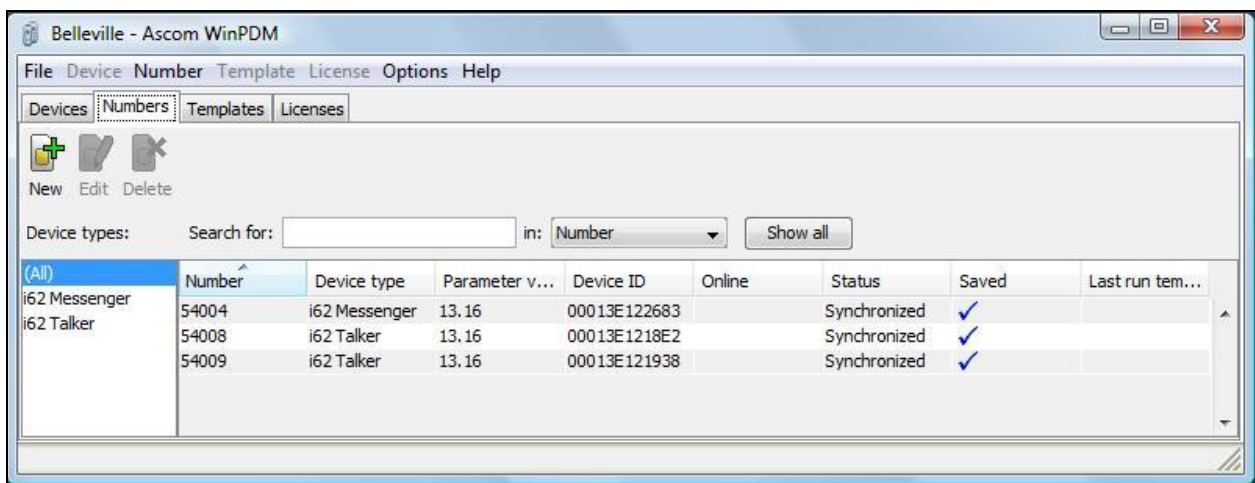 Belleville - Ascom WinPDM
File Device Number Template License Options Help
Devices Numbers Templates Licenses
New Edit Delete
Device types: Search for: in: Number Show all
(All)
i62 Messenger
i62 Talker
Number Device type Parameter v... Device ID Online Status Saved Last run tem...
54004 i62 Messenger 13.16 00013E122683 Synchronized
54008 i62 Talker 13.16 00013E1218E2 Synchronized
54009 i62 Talker 13.16 00013E121938 Synchronized